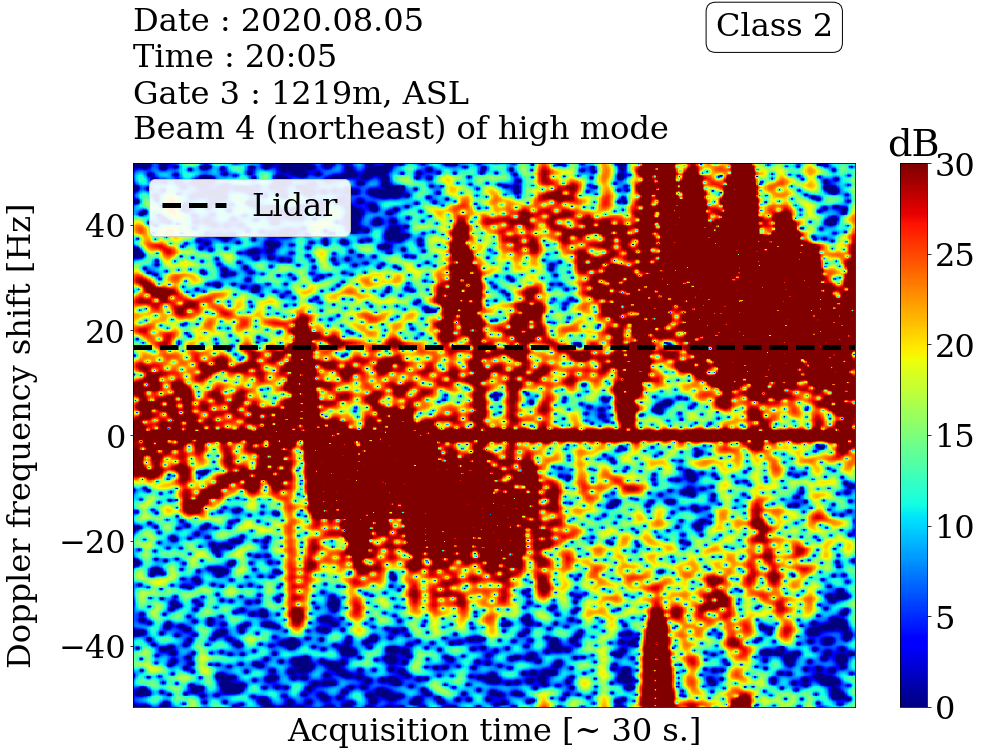 Date : 2020.08.05
Class 2
Time : 20:05
Gate 3 : 1219m, ASL
Beam 4 (northeast) of high mode
dB
Lidar
Doppler frequency shift [Hz]
40
20
0
−20
−40
30
25
20
15
10
5
0
Acquisition time [~ 30 s.]